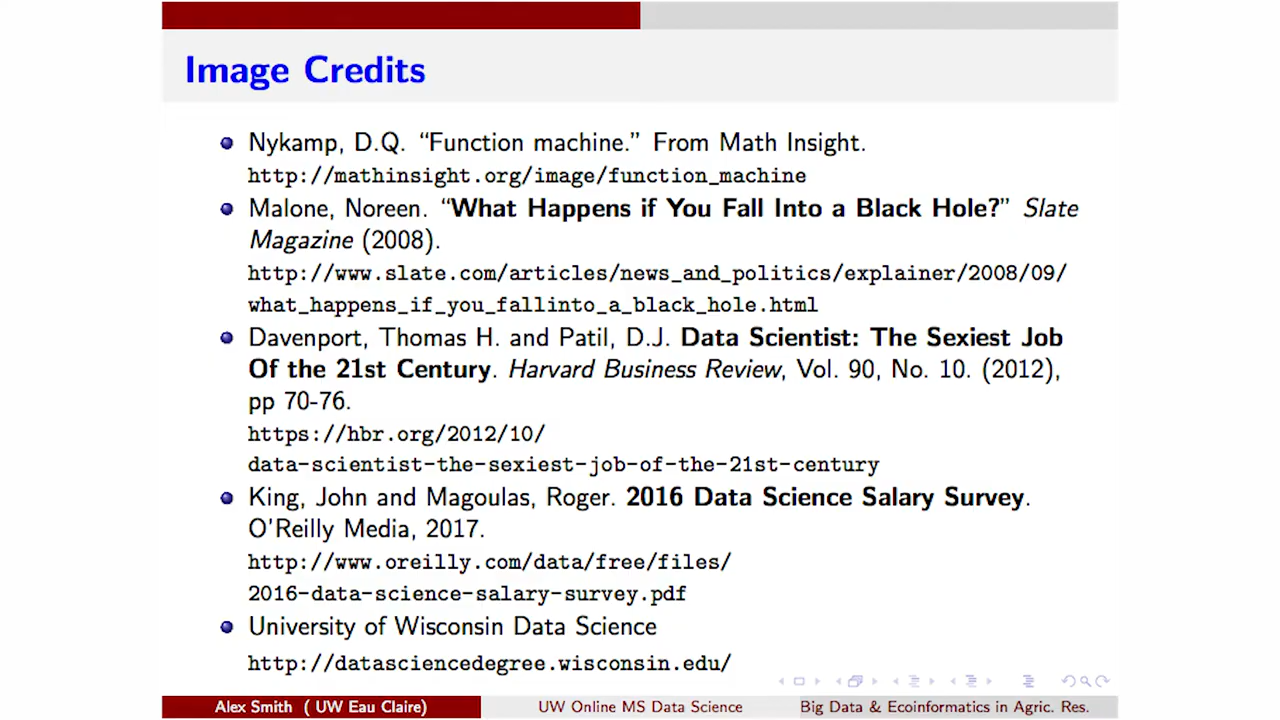 Image Credits
Nykamp, D.Q. “Function machine.” From Math Insight.
http://mathinsight.org/image/function_machine
Malone, Noreen. “What Happens if You Fall Into a Black Hole?” Slate
Magazine (2008).
http://www.slate.com/articles/news_and_politics/explainer/2008/09/
what_happens_if_you_fallinto_a_black_hole.html
Davenport, Thomas H. and Patil, D.J. Data Scientist: The Sexiest Job
Of the 21st Century. Harvard Business Review, Vol. 90, No. 10. (2012),
pp 70-76.
https://hbr.org/2012/10/
data-scientist-the-sexiest-job-of-the-21st-century
King, John and Magoulas, Roger. 2016 Data Science Salary Survey.
O’Reilly Media, 2017.
http://www.oreilly.com/data/free/files/
2016-data-science-salary-survey.pdf
University of Wisconsin Data Science
http://datasciencedegree.wisconsin.edu/
Alex Smith ( UW Eau Claire) UW Online MS Data Science Big Data & Ecoinformatics in Agric. Res.